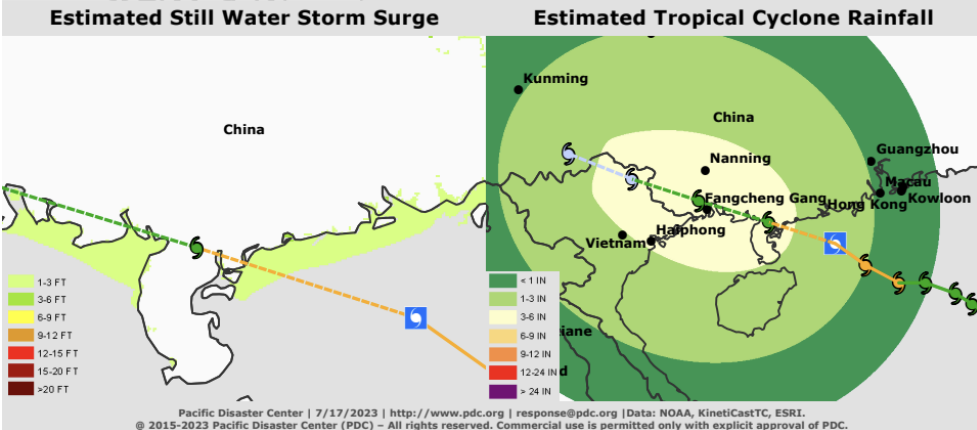 Estimated Still Water Storm Surge
China
1-3 FT
3-6 FT
6-9 FT
9-12 FT
12-15 FT
15-20 FT
>20 FT
Estimated Tropical Cyclone Rainfall
Kunming
China
Guangzhou
Nanning
Macau
Kowloon
Fangcheng Gang
Hong Kong
Haiphong
Vietnam
< 1 IN
1-3 IN
3-6 IN
6-9 IN
9-12 IN
12-24 IN
> 24 IN
Pacific Disaster Center | 7/17/2023 | http://www.pdc.org | response@pdc.org |Data: NOAA, KinetiCastTC, ESRI.
@ 2015-2023 Pacific Disaster Center (PDC) – All rights reserved. Commercial use is permitted only with explicit approval of PDC.